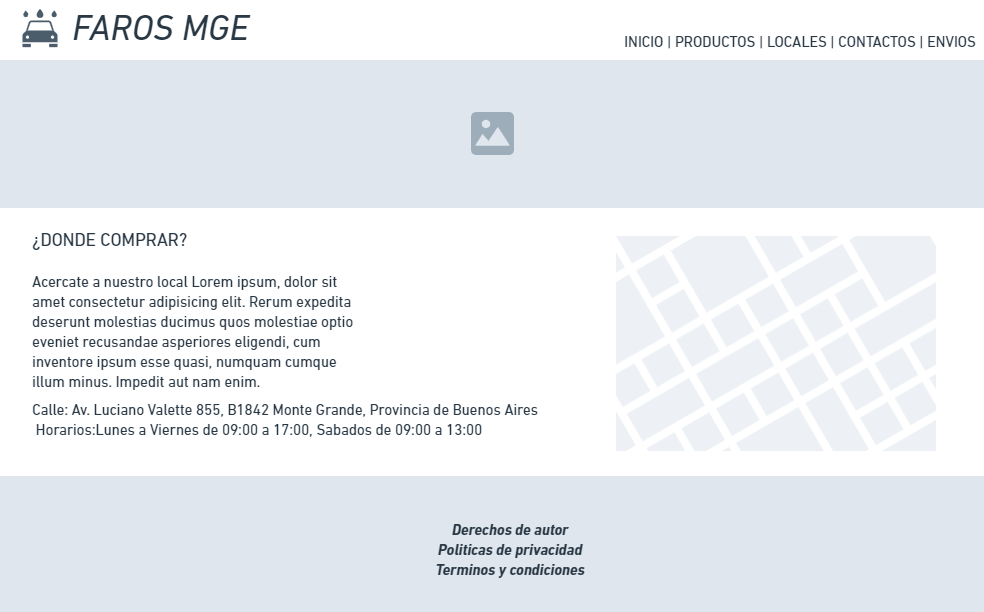 FAROS MGE
INICIO | PRODUCTOS | LOCALES | CONTACTOS | ENVIOS
¿DONDE COMPRAR?
Acercate a nuestro local Lorem ipsum, dolor sit
amet consectetur adipisicing elit. Rerum expedita
deserunt molestias ducimus quos molestiae optio
eveniet recusandae asperiores eligendi, cum
inventore ipsum esse quasi, numquam cumque
illum minus. Impedit aut nam enim.
Calle: Av. Luciano Valette 855, B1842 Monte Grande, Provincia de Buenos Aires
Horarios:Lunes a Viernes de 09:00 a 17:00, Sabados de 09:00 a 13:00
Derechos de autor
Politicas de privacidad
Terminos y condiciones